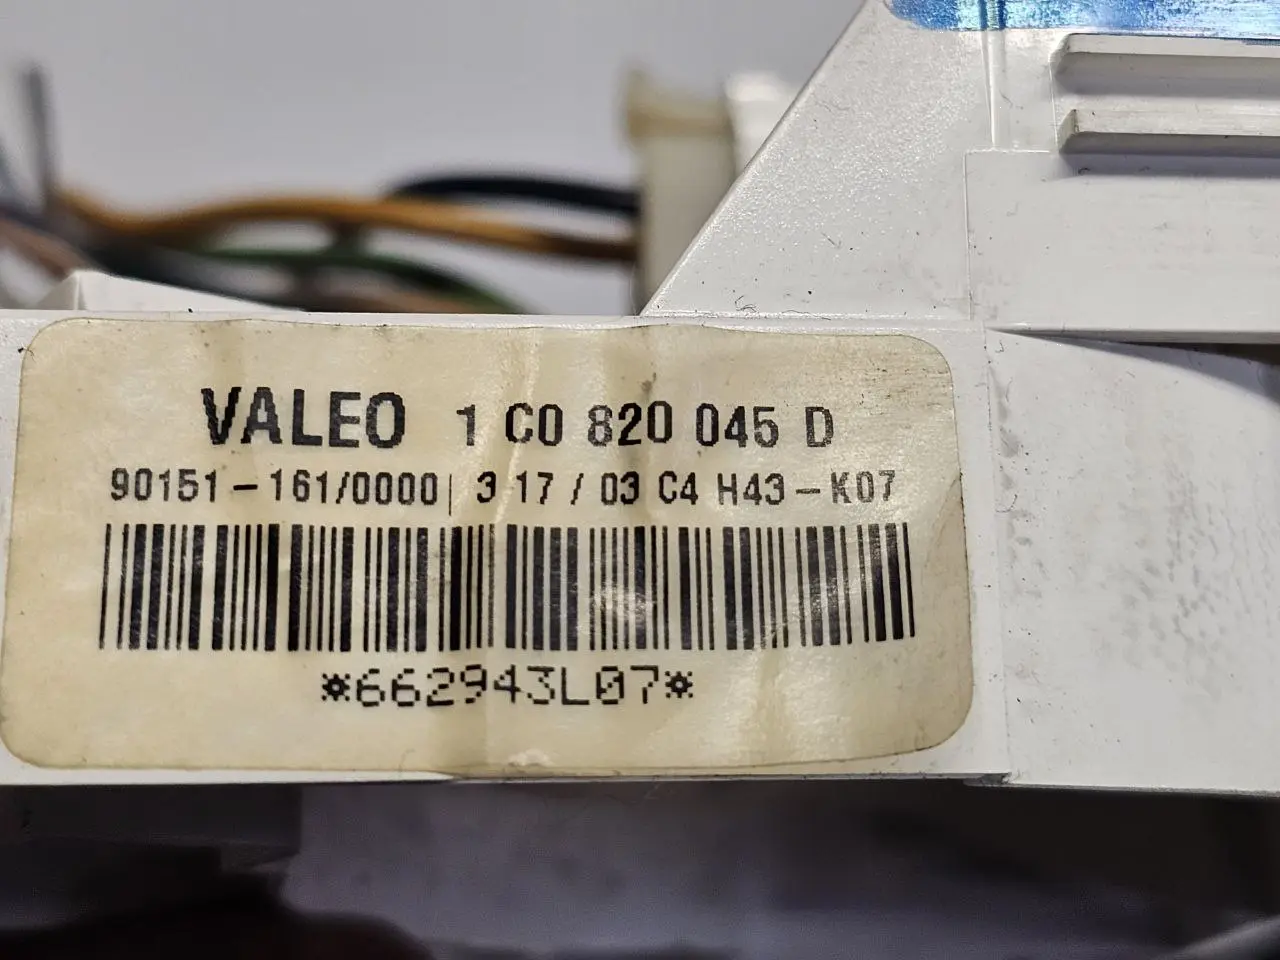 VALEO 1 C0 820 045 D
90151-161/0000| 3 17 / 03 C4 H43-K07
*662943L07*